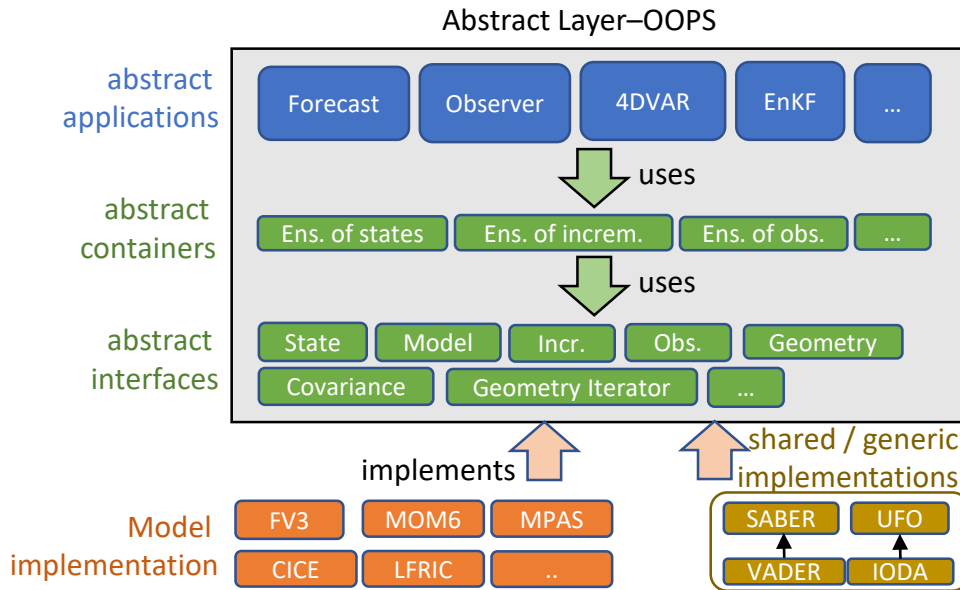 Abstract Layer–OOPS
abstract
applications
Forecast
Observer
4DVAR
EnKF
...
uses
abstract
containers
Ens. of states
Ens. of increm.
Ens. of obs.
...
uses
abstract
interfaces
State
Model
Incr.
Obs.
Geometry
Covariance
Geometry Iterator
...
implements
shared / generic
implementations
Model
implementation
FV3
MOM6
MPAS
CICE
LFRIC
..
SABER
UFO
VADER
IODA